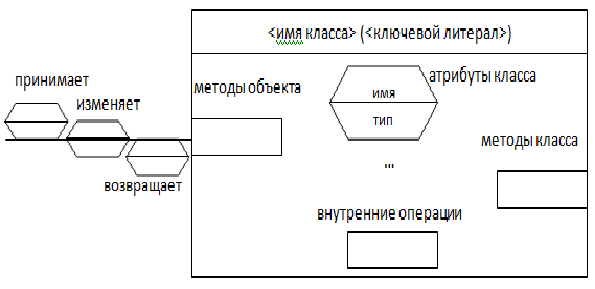 <имя класса> (<ключевой литерал>)
принимает
изменяет
возвращает
методы объекта
атрибуты класса
имя
тип
...
методы класса
внутренние операции